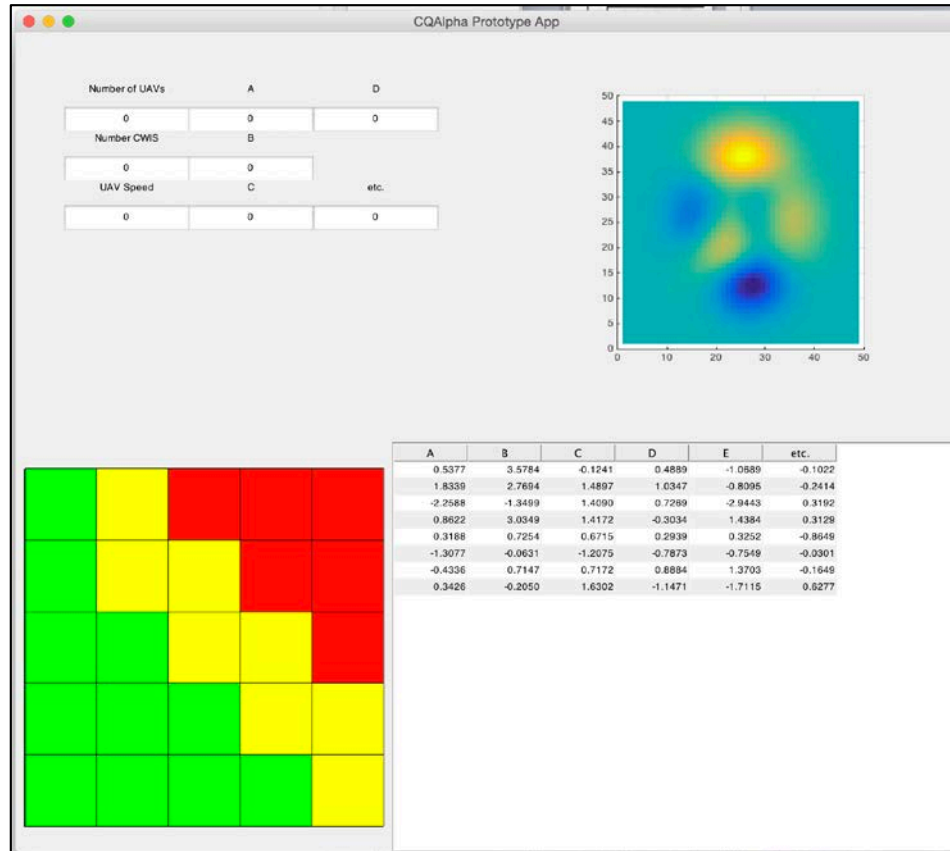 CQAlpha Prototype App
Number of UAVs A D
0 0 0
Number CWIS B
0 0
UAV Speed C etc.
0 0 0
50
45
40
35
30
25
20
15
10
5
0
0 10 20 30 40 50
A B C D E etc.
0.5377 3.5784 -0.1241 0.4889 -1.0689 -0.1022
1.8339 2.7694 1.4897 1.0347 -0.8095 -0.2414
-2.2588 -1.3499 1.4090 0.7269 -2.9443 0.3192
0.8622 3.0349 1.4172 -0.3034 1.4384 0.3129
0.3188 0.7254 0.6715 0.2939 0.3252 -0.8649
-1.3077 -0.0631 -1.2075 -0.7873 -0.7549 -0.0301
-0.4336 0.7147 0.7172 0.8884 1.3703 -0.1649
0.3426 -0.2050 1.6302 -1.1471 -1.7115 0.6277